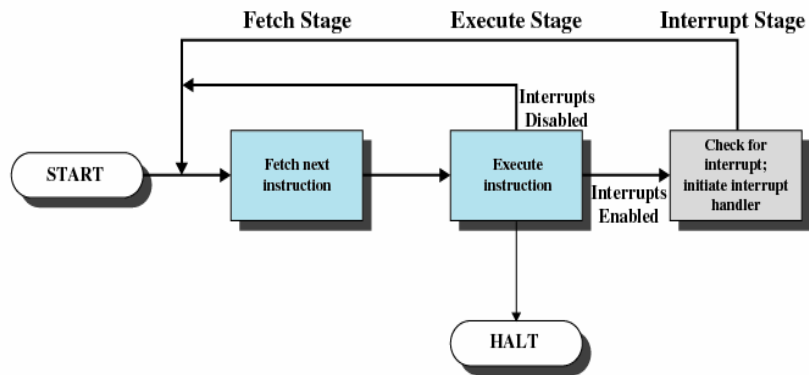 Fetch Stage
Execute Stage
Interrupt Stage
START
Fetch next
instruction
Execute
instruction
Interrupts
Disabled
Interrupts
Enabled
Check for
interrupt;
initiate interrupt
handler
HALT